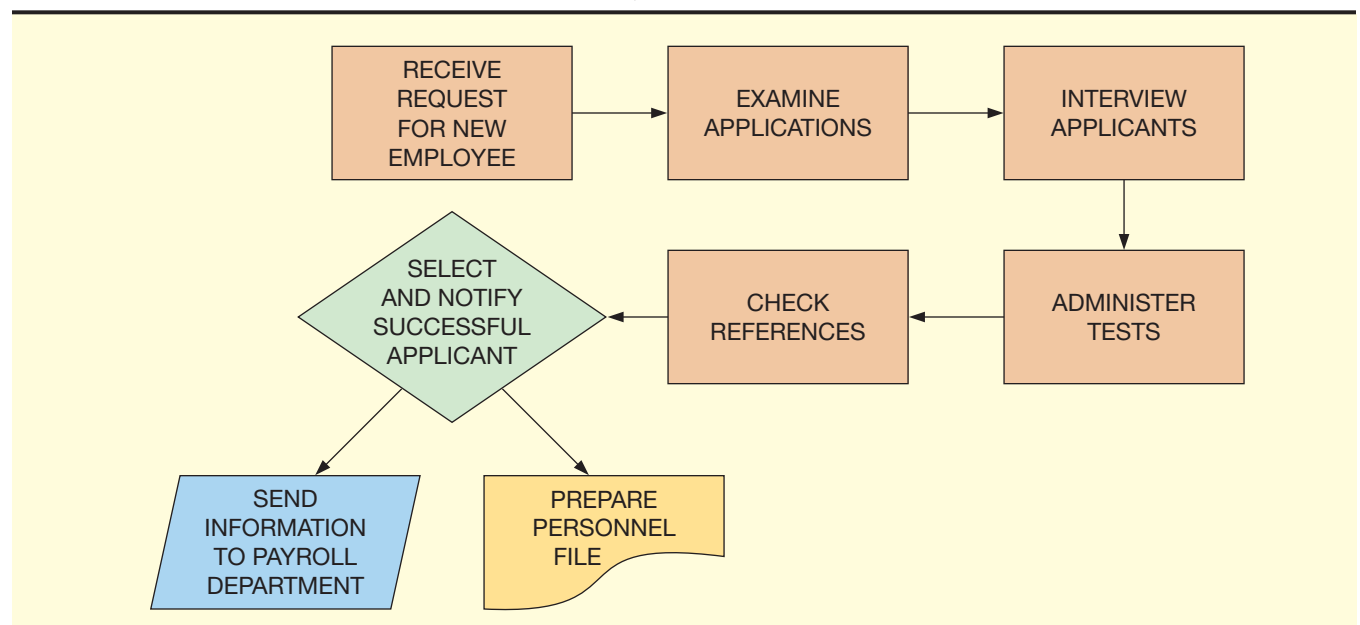 RECEIVE
REQUEST
FOR NEW
EMPLOYEE
EXAMINE
APPLICATIONS
INTERVIEW
APPLICANTS
ADMINISTER
TESTS
CHECK
REFERENCES
SELECT
AND NOTIFY
SUCCESSFUL
APPLICANT
SEND
INFORMATION
TO PAYROLL
DEPARTMENT
PREPARE
PERSONNEL
FILE